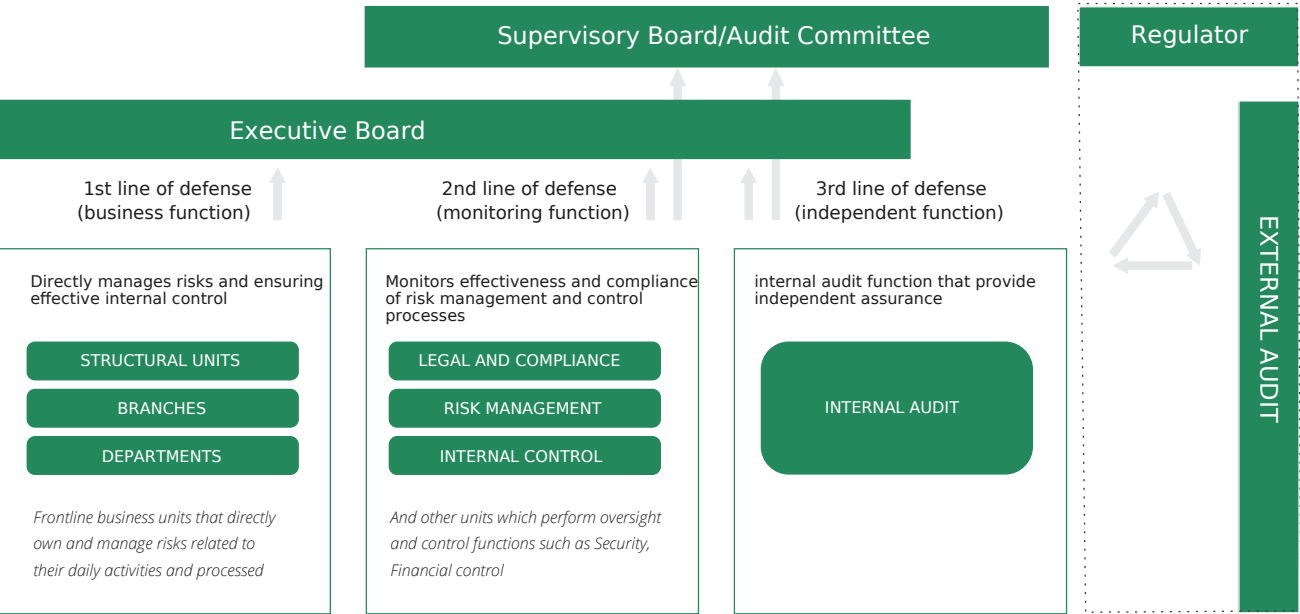 Supervisory Board/Audit Committee
Regulator
Executive Board
1st line of defense
(business function)
2nd line of defense
(monitoring function)
3rd line of defense
(independent function)
Directly manages risks and ensuring
effective internal control
STRUCTURAL UNITS
BRANCHES
DEPARTMENTS
Frontline business units that directly
own and manage risks related to
their daily activities and processed
Monitors effectiveness and compliance
of risk management and control
processes
LEGAL AND COMPLIANCE
RISK MANAGEMENT
INTERNAL CONTROL
And other units which perform oversight
and control functions such as Security,
Financial control
internal audit function that provide
independent assurance
INTERNAL AUDIT
EXTERNAL AUDIT